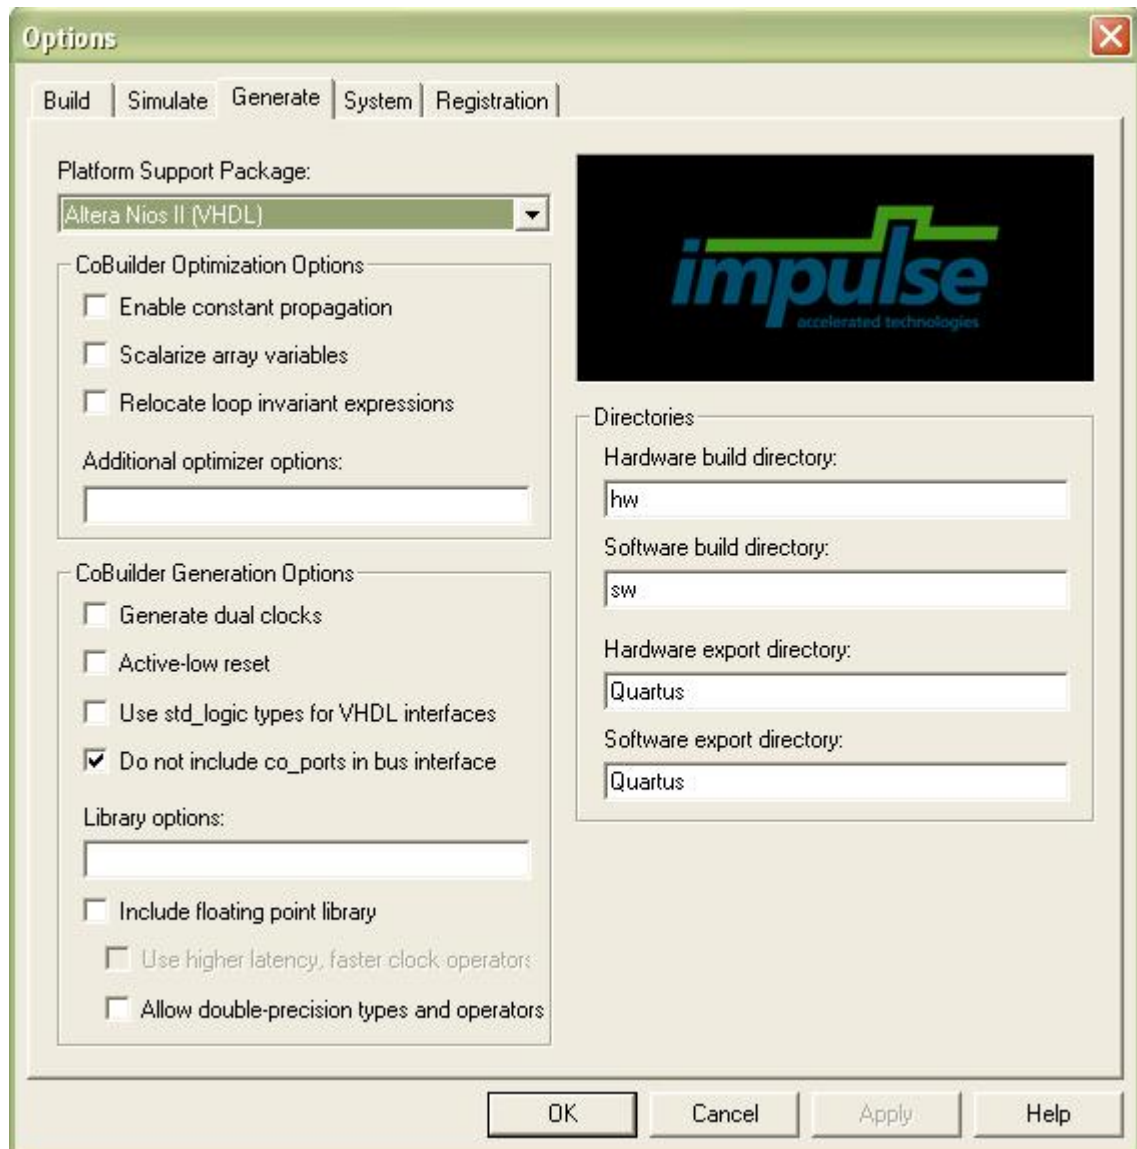 Options
Build
Simulate
Generate
System
Registration
Platform Support Package:
Altera Nios II (VHDL)
CoBuilder Optimization Options
Enable constant propagation
Scalarize array variables
Relocate loop invariant expressions
Additional optimizer options:
CoBuilder Generation Options
Generate dual clocks
Active-low reset
Use std_logic types for VHDL interfaces
Do not include co_ports in bus interface
Library options:
Include floating point library
Use higher latency, faster clock operators
Allow double-precision types and operators
impulse
accelerated technologies
Directories
Hardware build directory:
hw
Software build directory:
sw
Hardware export directory:
Quartus
Software export directory:
Quartus
OK
Cancel
Apply
Help